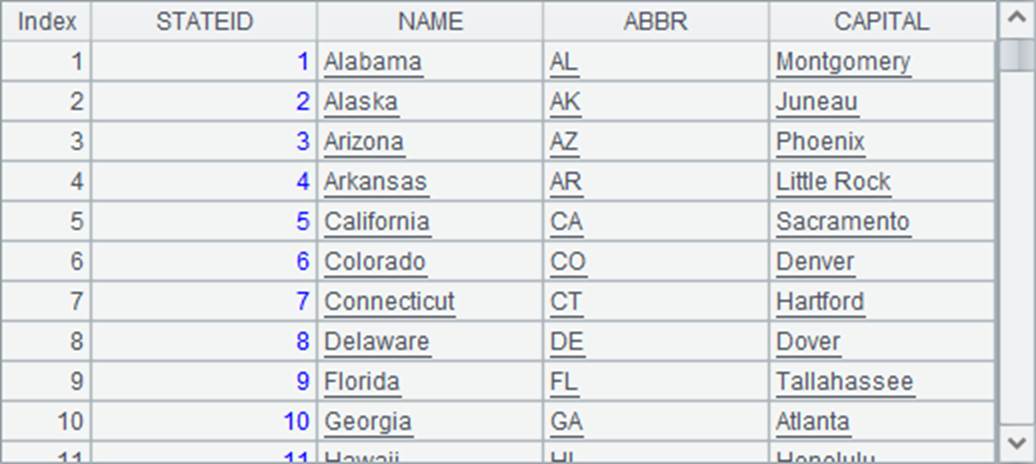 Index STATEID NAME ABBR CAPITAL
1 1 Alabama AL Montgomery
2 2 Alaska AK Juneau
3 3 Arizona AZ Phoenix
4 4 Arkansas AR Little Rock
5 5 California CA Sacramento
6 6 Colorado CO Denver
7 7 Connecticut CT Hartford
8 8 Delaware DE Dover
9 9 Florida FL Tallahassee
10 10 Georgia GA Atlanta
11 11 Hawaii HI Honolulu